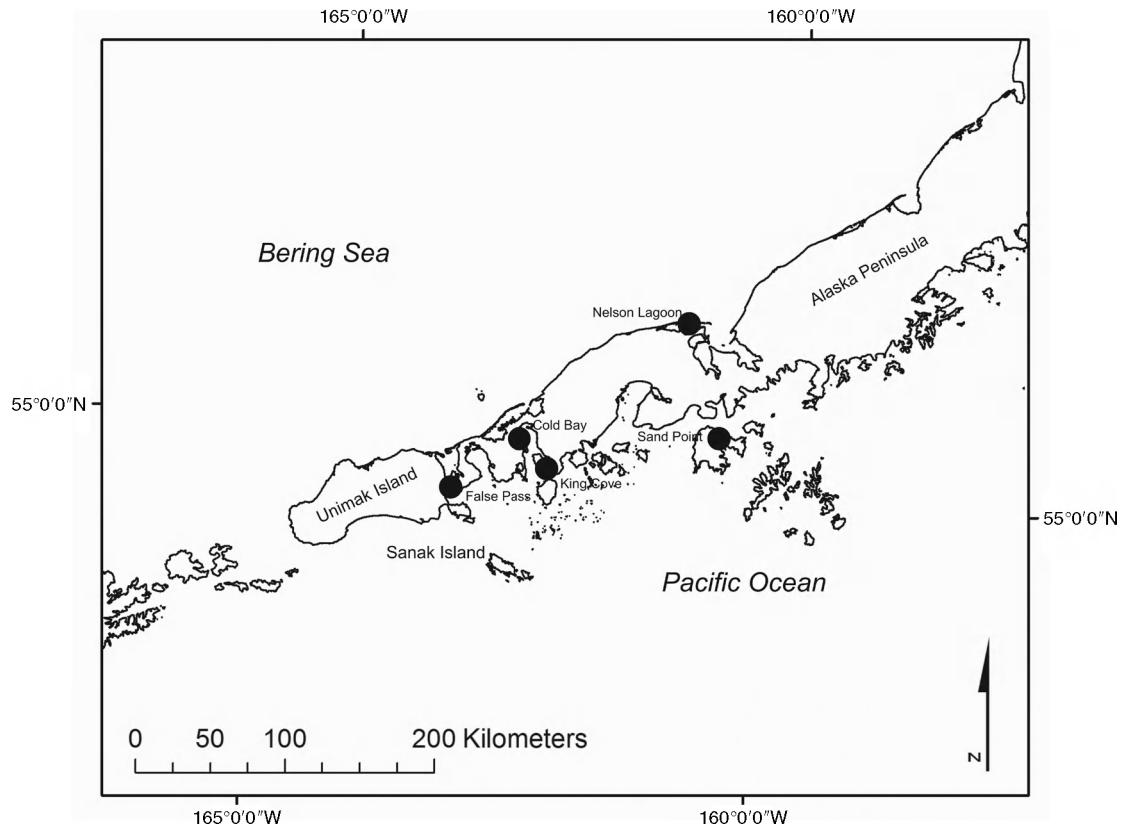 165°0'0"W 160°0'0"W
Bering Sea
Alaska Peninsula
Nelson Lagoon
55°0'0"N
Cold Bay
Sand Point
King Cove
Unimak Island
False Pass
55°0'0"N
Sanak Island
Pacific Ocean
0 50 100 200 Kilometers
N
165°0'0"W 160°0'0"W